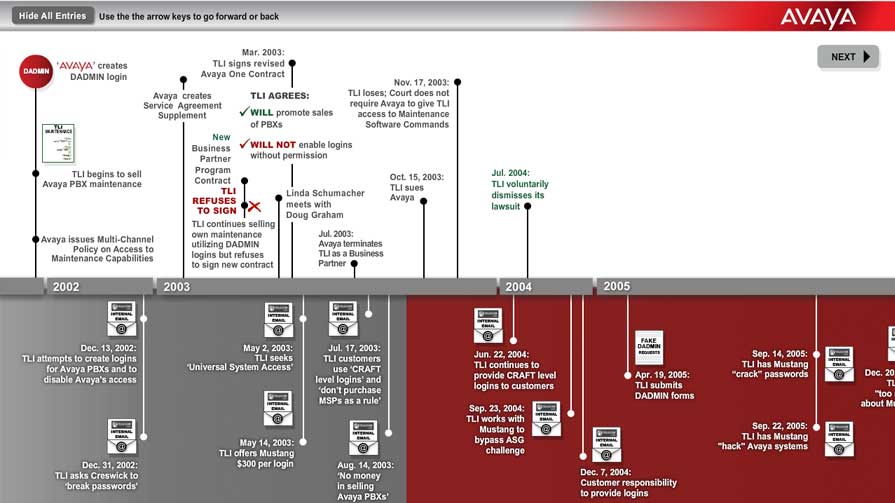 Hide All Entries
Use the the arrow keys to go forward or back
AVAYA
NEXT
DADMIN
'AVAYA' creates
DADMIN login
TLI
MAINTENANCE
TLI begins to sell
Avaya PBX maintenance
Avaya issues Multi-Channel
Policy on Access to
Maintenance Capabilities
Avaya creates
Service Agreement
Supplement
Mar. 2003:
TLI signs revised
Avaya One Contract
TLI AGREES:
WILL promote sales
of PBXs
WILL NOT enable logins
without permission
New
Business
Partner
Program
Contract
TLI
REFUSES
TO SIGN
TLI continues selling
own maintenance
utilizing DADMIN
logins but refuses
to sign new contract
Linda Schumacher
meets with
Doug Graham
Jul. 2003:
Avaya terminates
TLI as a Business
Partner
Nov. 17, 2003:
TLI loses; Court does not
require Avaya to give TLI
access to Maintenance
Software Commands
Oct. 15, 2003:
TLI sues
Avaya
Jul. 2004:
TLI voluntarily
dismisses its
lawsuit
2002
2003
2004
2005
INTERNAL
EMAIL
@
Dec. 13, 2002:
TLI attempts to create logins
for Avaya PBXs and to
disable Avaya's access
INTERNAL
EMAIL
@
Dec. 31, 2002:
TLI asks Creswick to
'break passwords'
INTERNAL
EMAIL
@
May 2, 2003:
TLI seeks
'Universal System Access'
INTERNAL
EMAIL
@
May 14, 2003:
TLI offers Mustang
$300 per login
INTERNAL
EMAIL
@
Jul. 17, 2003:
TLI customers
use 'CRAFT
level logins' and
'don't purchase
MSPs as a rule'
INTERNAL
EMAIL
@
Aug. 14, 2003:
'No money
in selling
Avaya PBXs'
INTERNAL
EMAIL
@
Jun. 22, 2004:
TLI continues to
provide CRAFT level
logins to customers
Sep. 23, 2004:
TLI works with
Mustang to
bypass ASG
challenge
INTERNAL
EMAIL
@
INTERNAL
EMAIL
@
Dec. 7, 2004:
Customer responsibility
to provide logins
FAKE
DADMIN
REQUESTS
Apr. 19, 2005:
TLI submits
DADMIN forms
Sep. 14, 2005:
TLI has Mustang
"crack" passwords
INTERNAL
EMAIL
@
Sep. 22, 2005:
TLI has Mustang
"hack" Avaya systems
INTERNAL
EMAIL
@
Dec. 20
TL
"too
about Mu